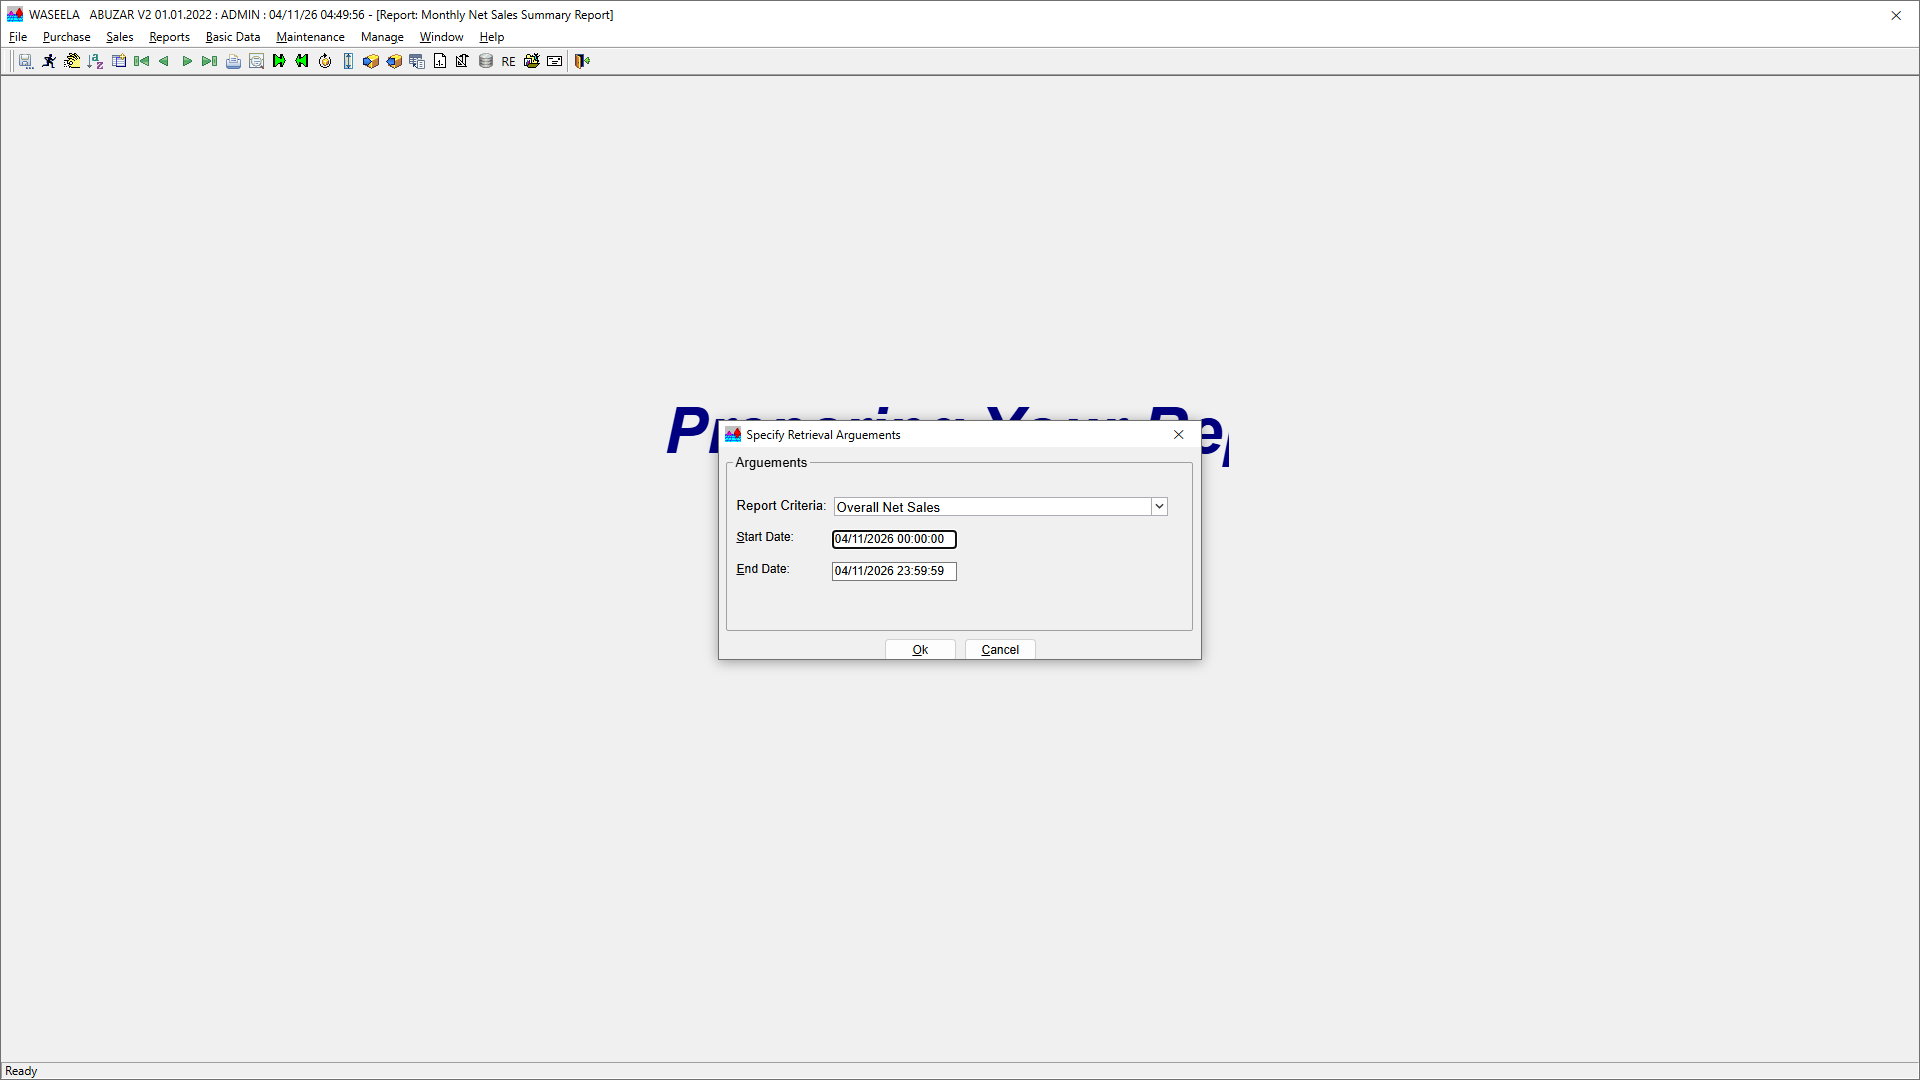 WASEELA   ABUZAR V2 01.01.2022 : ADMIN : 04/11/26 04:49:56 - [Report: Monthly Net Sales Summary Report]
File Purchase Sales Reports Basic Data Maintenance Manage Window Help
RE
Specify Retrieval Arguements
Arguements
Report Criteria: Overall Net Sales
Start Date: 04/11/2026 00:00:00
End Date: 04/11/2026 23:59:59
Ok Cancel
Ready